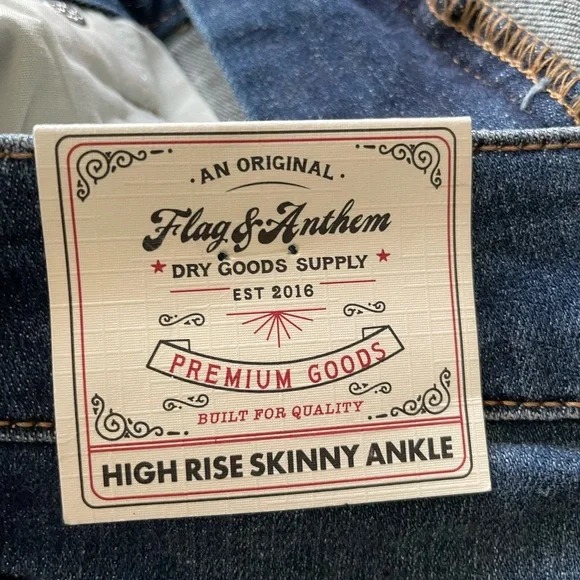 · AN ORIGINAL ·
Flag & Anthem
★ DRY GOODS SUPPLY ★
EST 2016
PREMIUM GOODS
BUILT FOR QUALITY
HIGH RISE SKINNY ANKLE